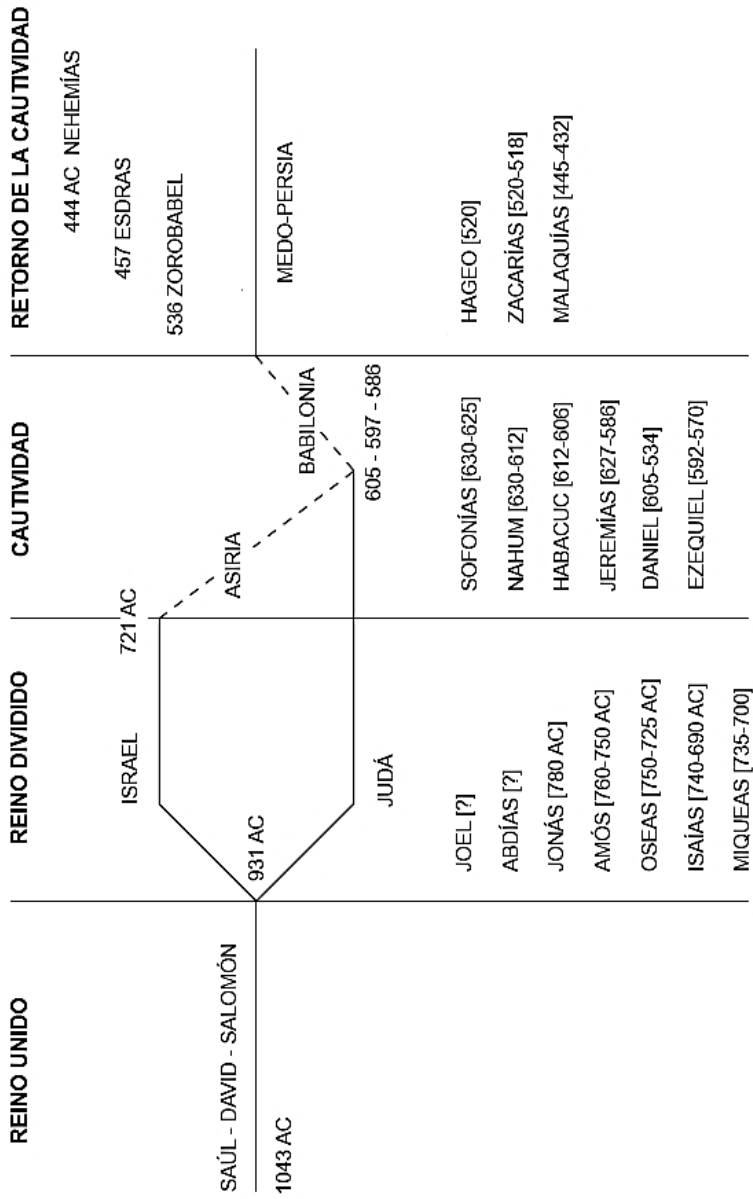 REINO UNIDO
SAÚL - DAVID - SALOMÓN
1043 AC
REINO DIVIDIDO
ISRAEL
931 AC
JUDÁ
JOEL [?]
ABDÍAS [?]
JONÁS [780 AC]
AMÓS [760-750 AC]
OSEAS [750-725 AC]
ISAÍAS [740-690 AC]
MIQUEAS [735-700]
CAUTIVIDAD
721 AC
ASIRIA
BABILONIA
605 - 597 - 586
SOFONÍAS [630-625]
NAHUM [630-612]
HABACUC [612-606]
JEREMÍAS [627-586]
DANIEL [605-534]
EZEQUIEL [592-570]
RETORNO DE LA CAUTIVIDAD
444 AC NEHEMÍAS
457 ESDRAS
536 ZOROBABEL
MEDO-PERSIA
HAGEO [520]
ZACARÍAS [520-518]
MALAQUÍAS [445-432]